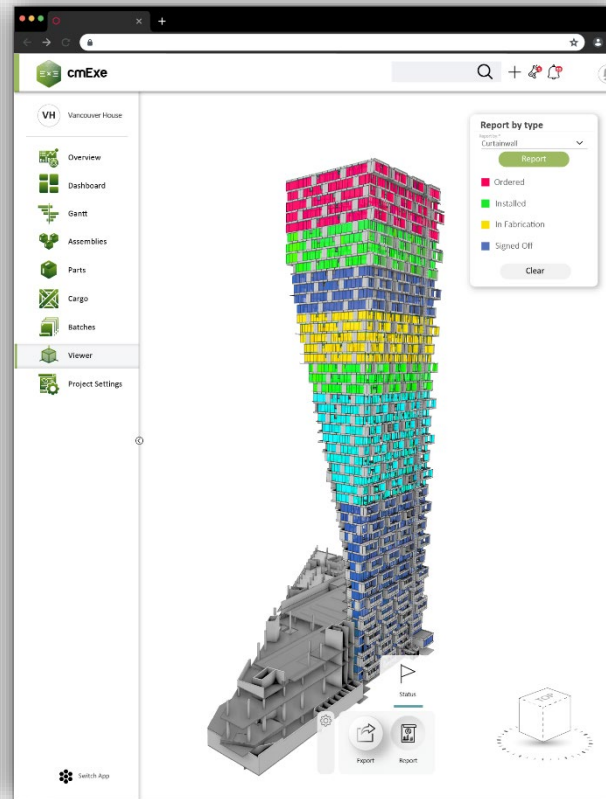 cmExe
VH Vancouver House
Overview
Dashboard
Gantt
Assemblies
Parts
Cargo
Batches
Viewer
Project Settings
Switch App
Report by type
Curtainwall
Report
Ordered
Installed
In Fabrication
Signed Off
Clear
Status
Export
Report
TOP